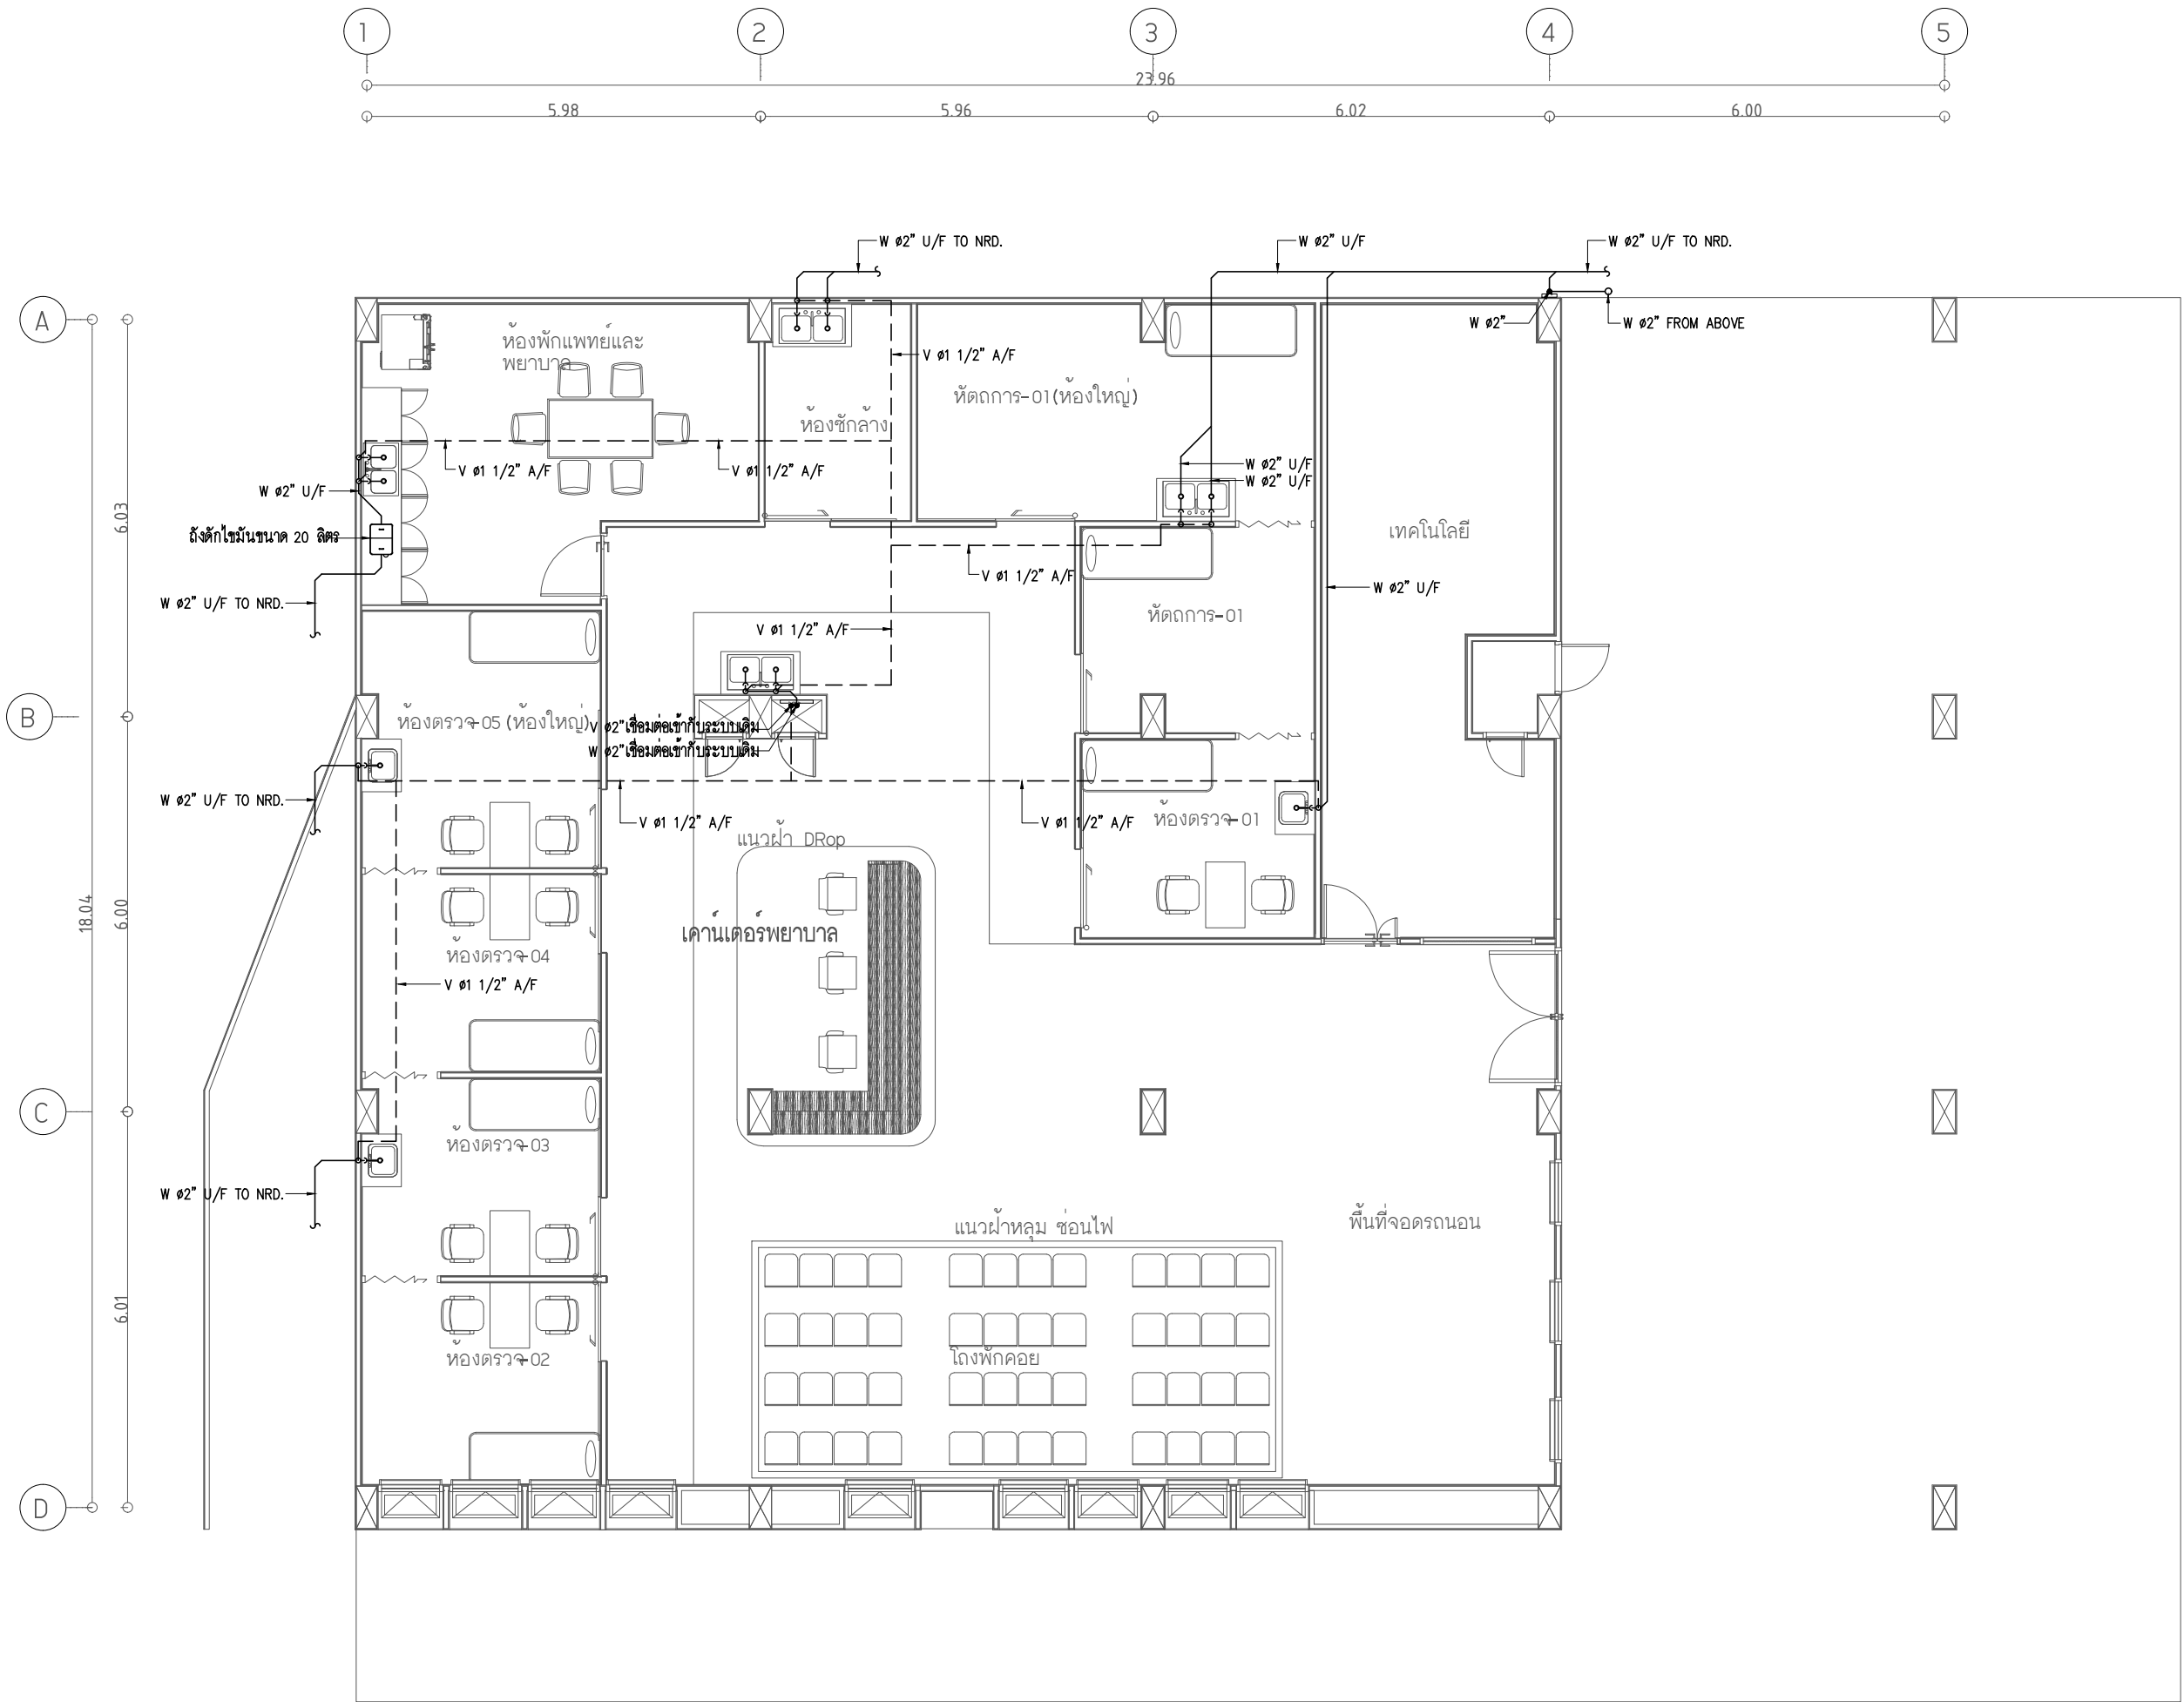 1
2
3
4
5
23.96
5.98
5.96
6.02
6.00
W ø2" U/F TO NRD.
W ø2" U/F
W ø2" U/F TO NRD.
A
W ø2"
W ø2" FROM ABOVE
ห้องพักแพทย์และ
พยาบาล
V ø1 1/2" A/F
หัตถการ-01(ห้องใหญ่)
ห้องซักล้าง
V ø1 1/2" A/F
V ø1 1/2" A/F
W ø2" U/F
W ø2" U/F
W ø2" U/F
6.03
ถังดักไขมันขนาด 20 ลิตร
เทคโนโลยี
V ø1 1/2" A/F
W ø2" U/F
W ø2" U/F TO NRD.
หัตถการ-01
V ø1 1/2" A/F
B
ห้องตรวจ-05 (ห้องใหญ่)
V ø2"เชื่อมต่อเข้ากับระบบเดิม
W ø2"เชื่อมต่อเข้ากับระบบเดิม
W ø2" U/F TO NRD.
V ø1 1/2" A/F
V ø1 1/2" A/F
ห้องตรวจ-01
แนวฝ้า DRop
18.04
6.00
เคาน์เตอร์พยาบาล
ห้องตรวจ-04
V ø1 1/2" A/F
C
ห้องตรวจ-03
W ø2" U/F TO NRD.
แนวฝ้าหลุม ซ่อนไฟ
พื้นที่จอดรถนอน
6.01
โถงพักคอย
ห้องตรวจ-02
D